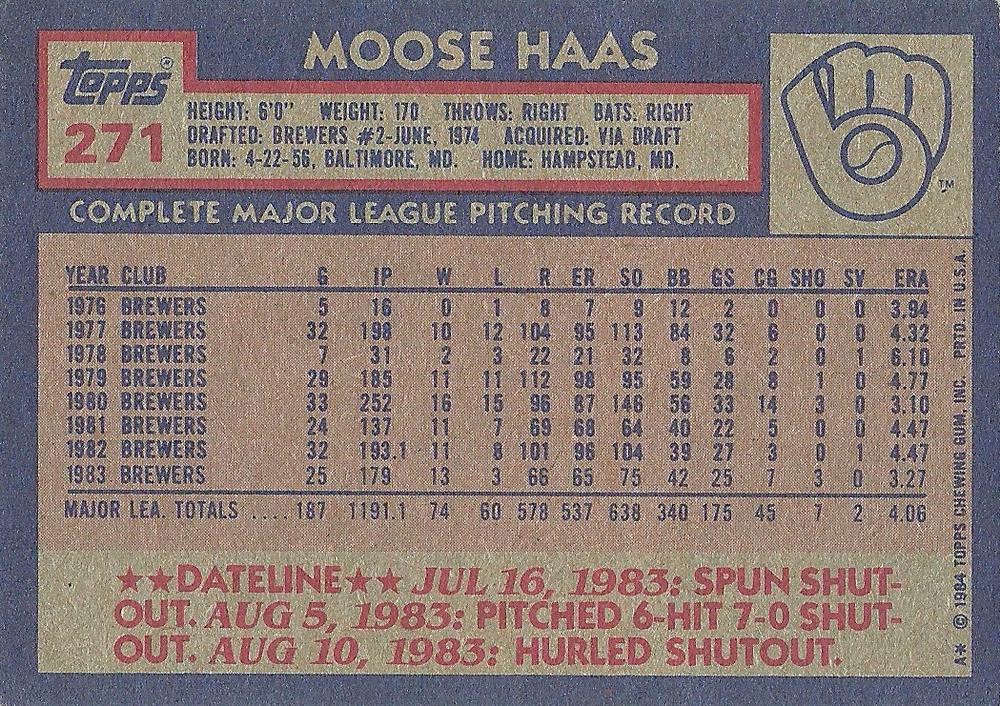 MOOSE HAAS
Topps®
271
HEIGHT: 6'0" WEIGHT: 170 THROWS: RIGHT BATS: RIGHT
DRAFTED: BREWERS #2-JUNE, 1974 ACQUIRED: VIA DRAFT
BORN: 4-22-56, BALTIMORE, MD. HOME: HAMPSTEAD, MD.
TM
COMPLETE MAJOR LEAGUE PITCHING RECORD
YEAR CLUB G IP W L R ER SO BB GS CG SHO SV ERA
1976 BREWERS 5 16 0 1 8 7 9 12 2 0 0 0 3.94
1977 BREWERS 32 198 10 12 104 95 113 84 32 6 0 0 4.32
1978 BREWERS 7 31 2 3 22 21 32 8 6 2 0 1 6.10
1979 BREWERS 29 185 11 11 112 98 95 59 28 8 1 0 4.77
1980 BREWERS 33 252 16 15 96 87 146 56 33 14 3 0 3.10
1981 BREWERS 24 137 11 7 69 68 64 40 22 5 0 0 4.47
1982 BREWERS 32 193.1 11 8 101 96 104 39 27 3 0 1 4.47
1983 BREWERS 25 179 13 3 66 65 75 42 25 7 3 0 3.27
MAJOR LEA. TOTALS .... 187 1191.1 74 60 578 537 638 340 175 45 7 2 4.06
★★DATELINE★★ JUL 16, 1983: SPUN SHUT-
OUT. AUG 5, 1983: PITCHED 6-HIT 7-0 SHUT-
OUT. AUG 10, 1983: HURLED SHUTOUT.
A* © 1984 TOPPS CHEWING GUM, INC. PRTD. IN U.S.A.